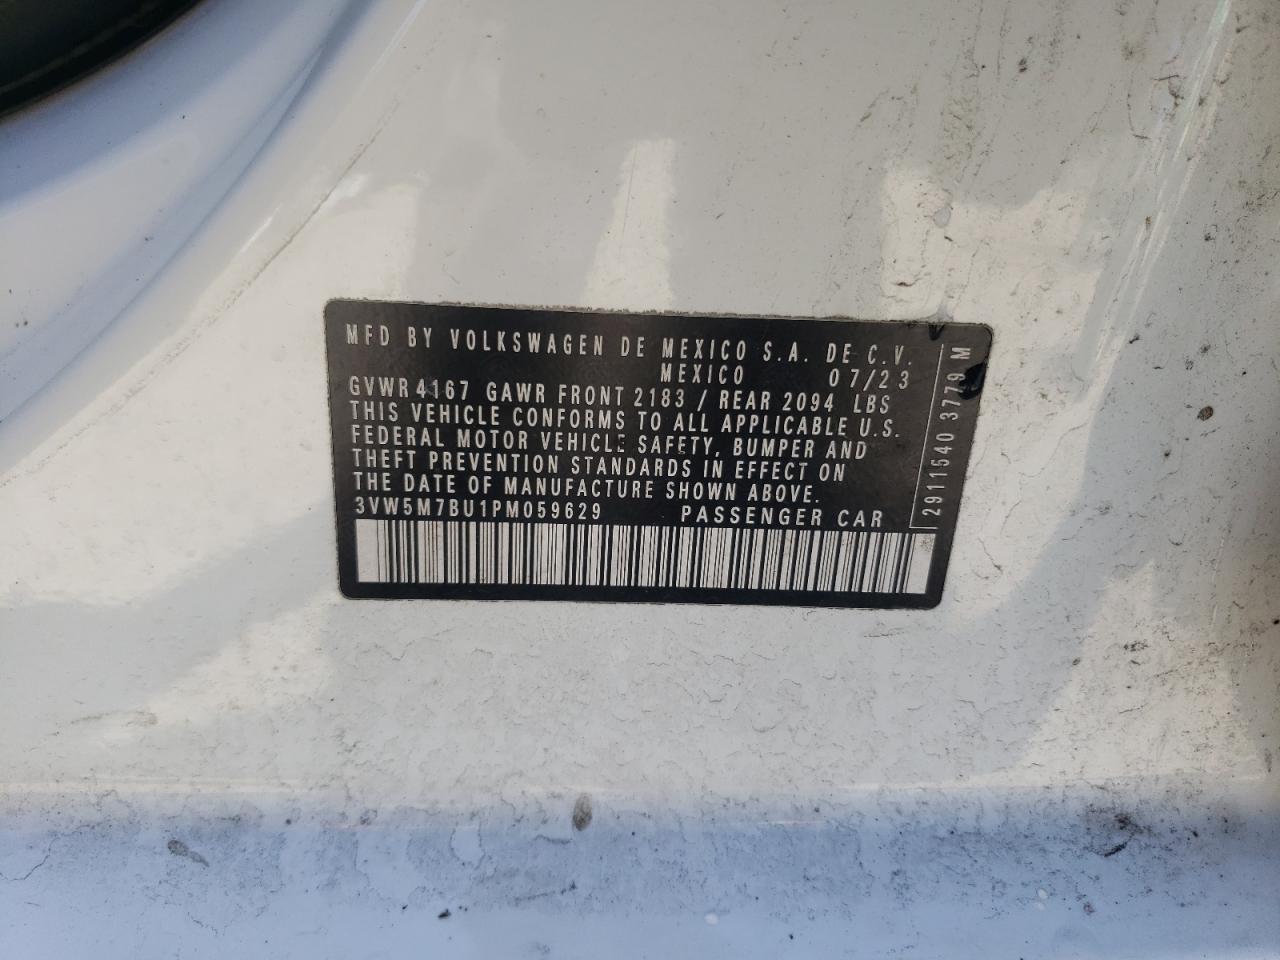 MFD BY VOLKSWAGEN DE MEXICO S.A. DE C.V.
MEXICO 07/23
GVWR 4167 GAWR FRONT 2183 / REAR 2094 LBS
THIS VEHICLE CONFORMS TO ALL APPLICABLE U.S.
FEDERAL MOTOR VEHICLE SAFETY, BUMPER AND
THEFT PREVENTION STANDARDS IN EFFECT ON
THE DATE OF MANUFACTURE SHOWN ABOVE.
3VW5M7BU1PM059629 PASSENGER CAR
2911540 3779 M